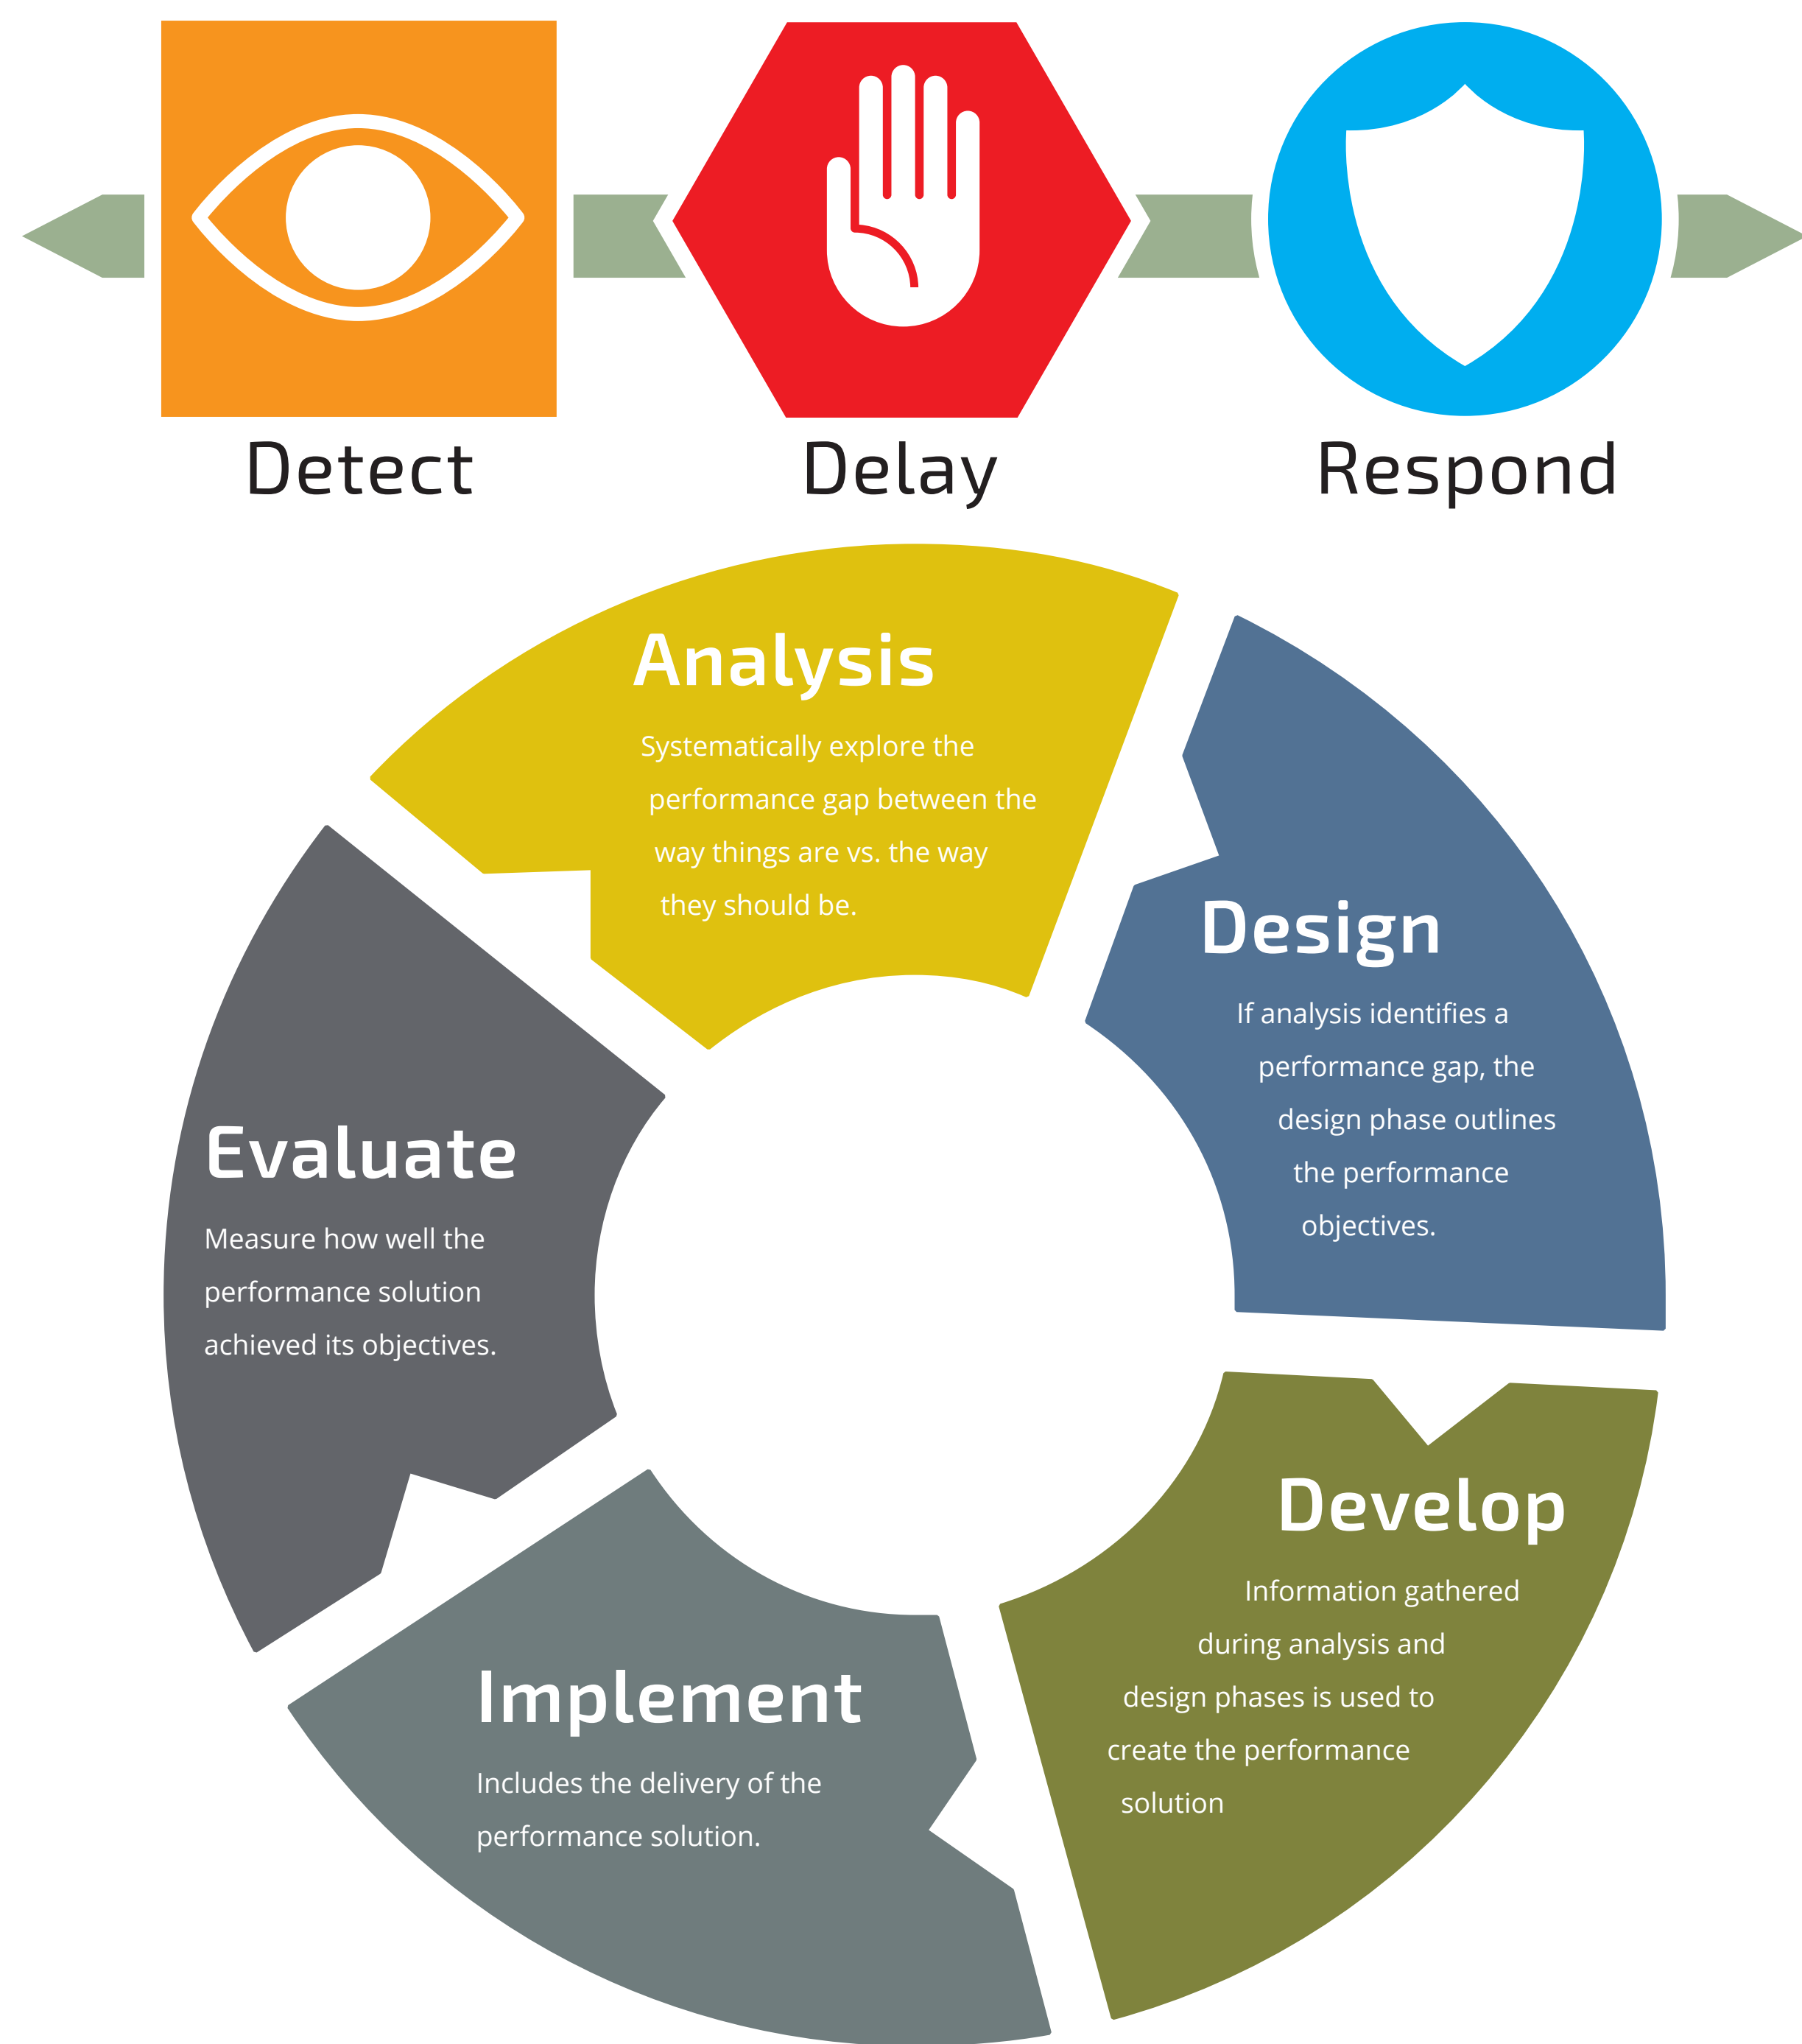 Detect
Delay
Respond
Analysis
Systematically explore the
performance gap between the
way things are vs. the way
they should be.
Design
If analysis identifies a
performance gap, the
design phase outlines
the performance
objectives.
Develop
Information gathered
during analysis and
design phases is used to
create the performance
solution
Implement
Includes the delivery of the
performance solution.
Evaluate
Measure how well the
performance solution
achieved its objectives.